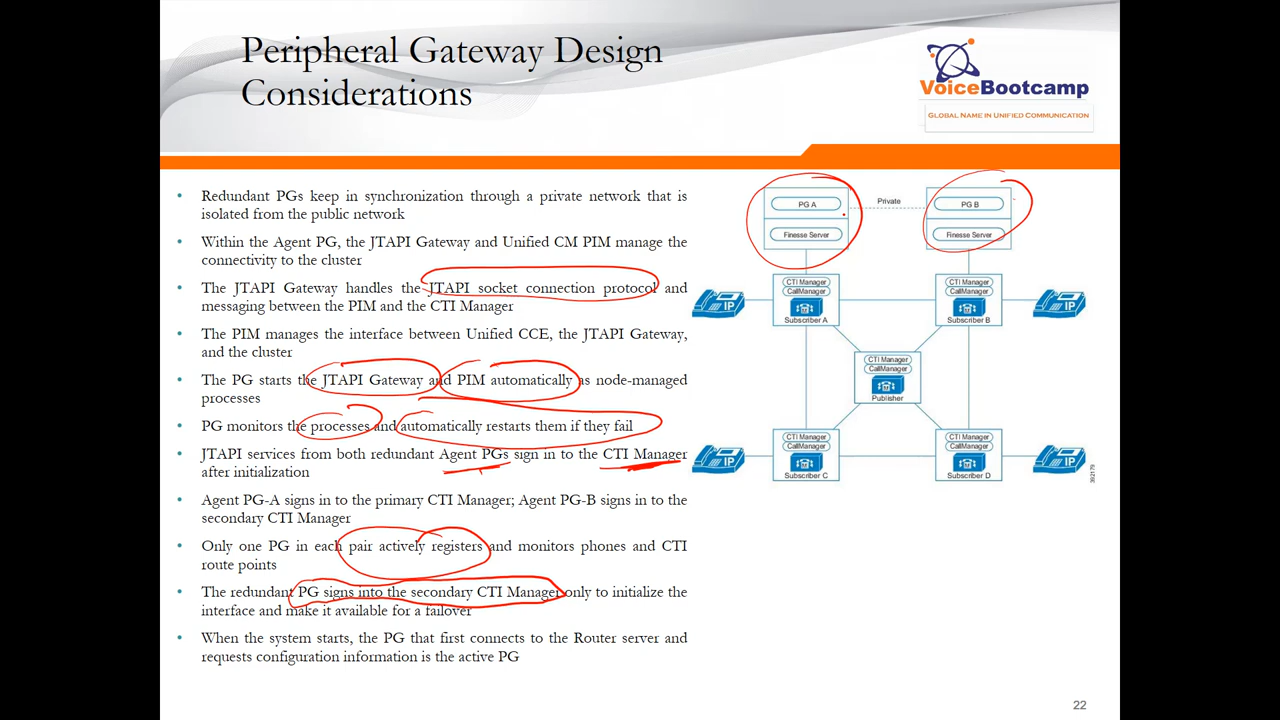 Peripheral Gateway Design
Considerations
VoiceBootcamp
GLOBAL NAME IN UNIFIED COMMUNICATION
• Redundant PGs keep in synchronization through a private network that is
isolated from the public network
• Within the Agent PG, the JTAPI Gateway and Unified CM PIM manage the
connectivity to the cluster
• The JTAPI Gateway handles the JTAPI socket connection protocol and
messaging between the PIM and the CTI Manager
• The PIM manages the interface between Unified CCE, the JTAPI Gateway,
and the cluster
• The PG starts the JTAPI Gateway and PIM automatically as node-managed
processes
• PG monitors the processes and automatically restarts them if they fail
• JTAPI services from both redundant Agent PGs sign in to the CTI Manager
after initialization
• Agent PG-A signs in to the primary CTI Manager; Agent PG-B signs in to the
secondary CTI Manager
• Only one PG in each pair actively registers and monitors phones and CTI
route points
• The redundant PG signs into the secondary CTI Manager only to initialize the
interface and make it available for a failover
• When the system starts, the PG that first connects to the Router server and
requests configuration information is the active PG
PG A
Private
PG B
Finesse Server
Finesse Server
CTI Manager
CallManager
Subscriber A
CTI Manager
CallManager
Subscriber B
IP
IP
CTI Manager
CallManager
Publisher
CTI Manager
CallManager
Subscriber C
CTI Manager
CallManager
Subscriber D
IP
IP
392179
22